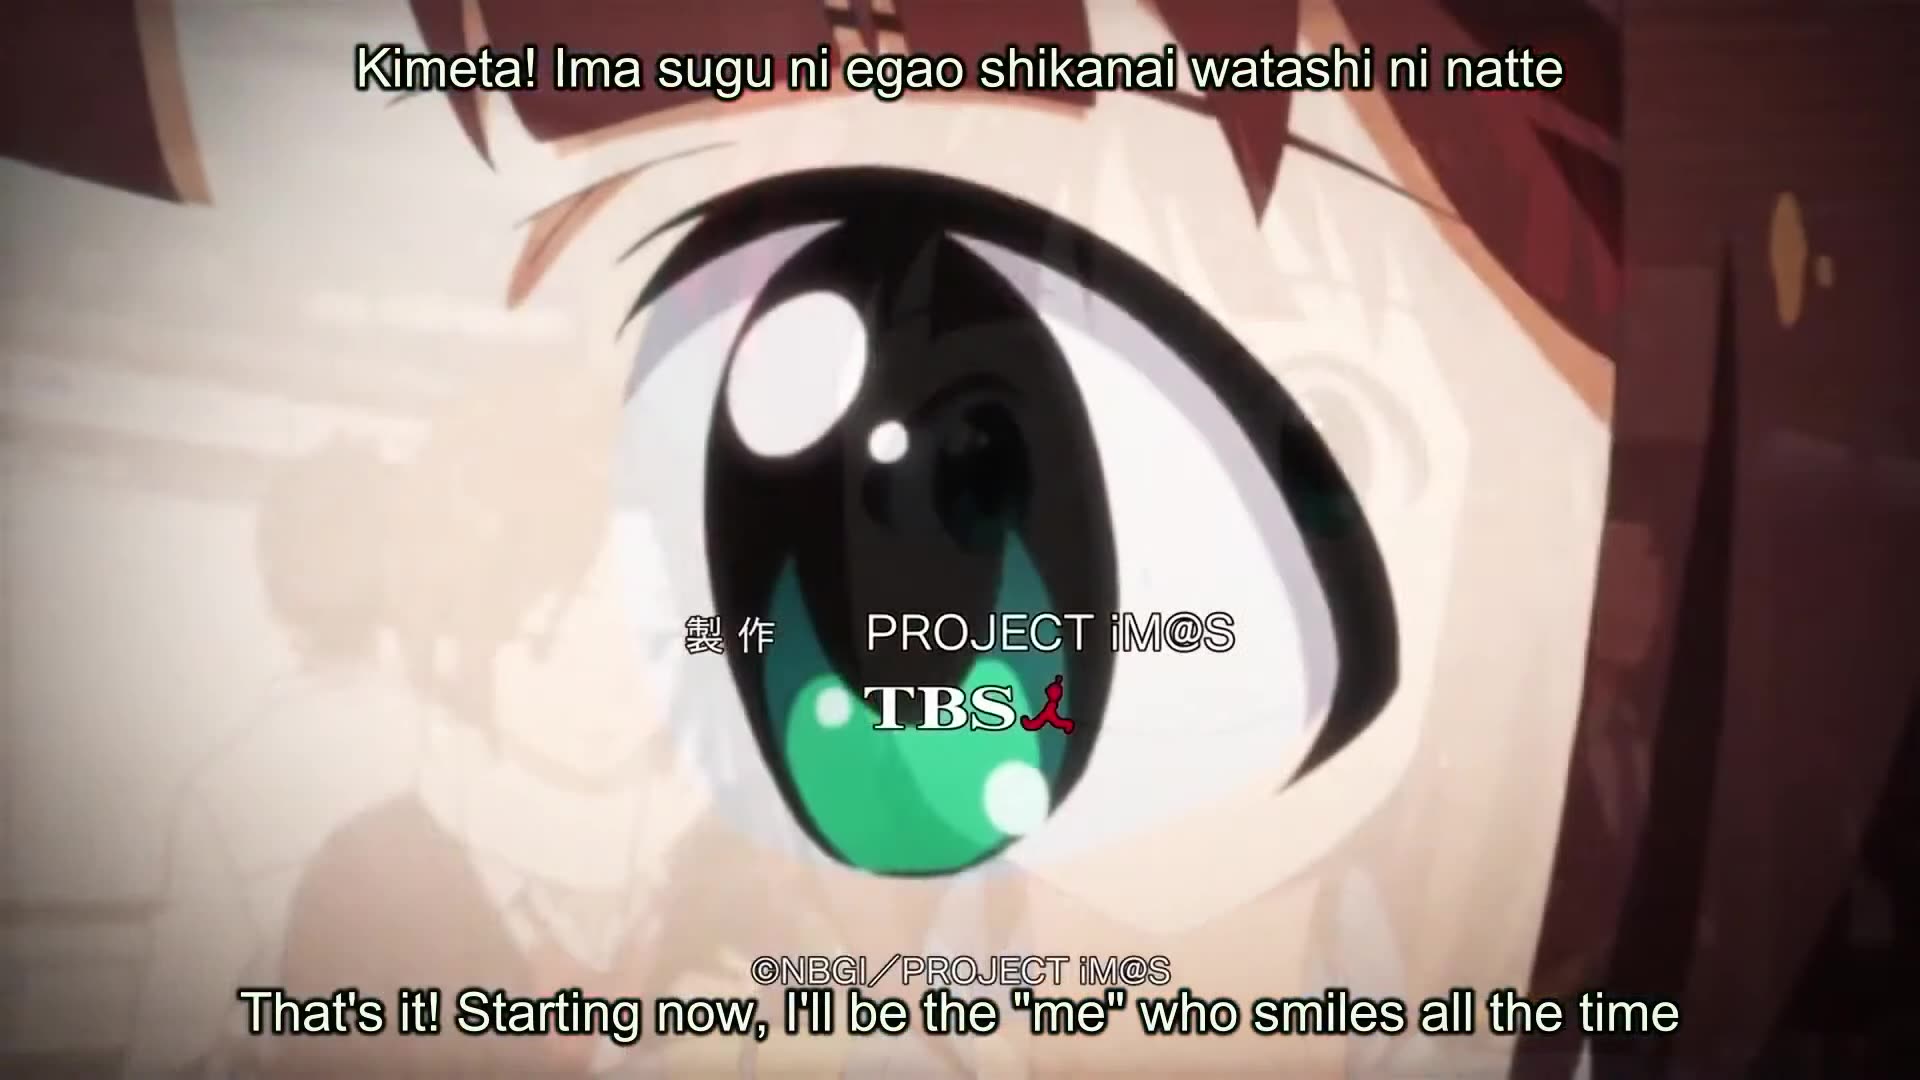 Kimeta! Ima sugu ni egao shikanai watashi ni natte
製作 PROJECT iM@S
TBS
©NBGI／PROJECT iM@S
That's it! Starting now, I'll be the "me" who smiles all the time